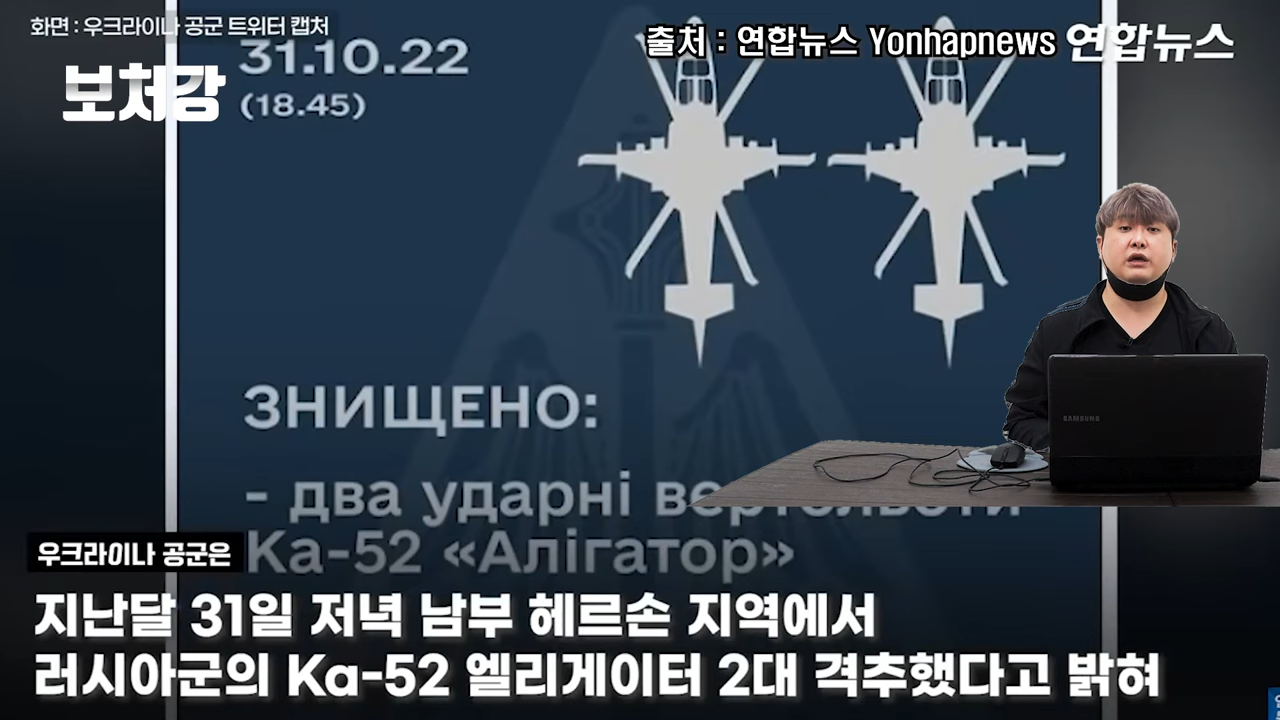 화면 : 우크라이나 공군 트위터 캡처
출처 : 연합뉴스 Yonhapnews 연합뉴스
보처강
31.10.22
(18.45)
SAMSUNG
ЗНИЩЕНО:
- два ударні
Ка-52 «Алігатор»
우크라이나 공군은
지난달 31일 저녁 남부 헤르손 지역에서
러시아군의 Ka-52 엘리게이터 2대 격추했다고 밝혀